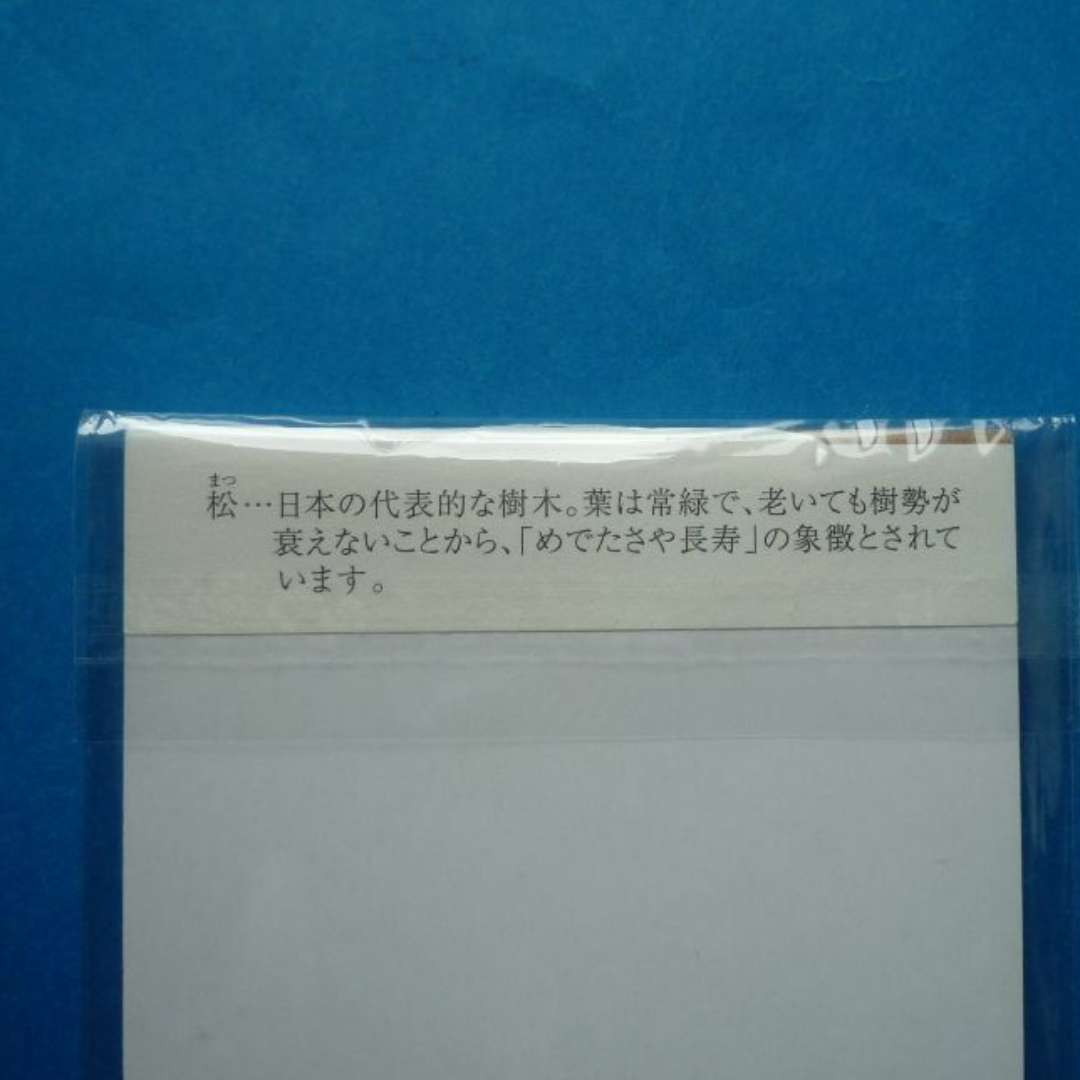 まつ
松…日本の代表的な樹木。葉は常緑で、老いても樹勢が
衰えないことから、「めでたさや長寿」の象徴とされて
います。